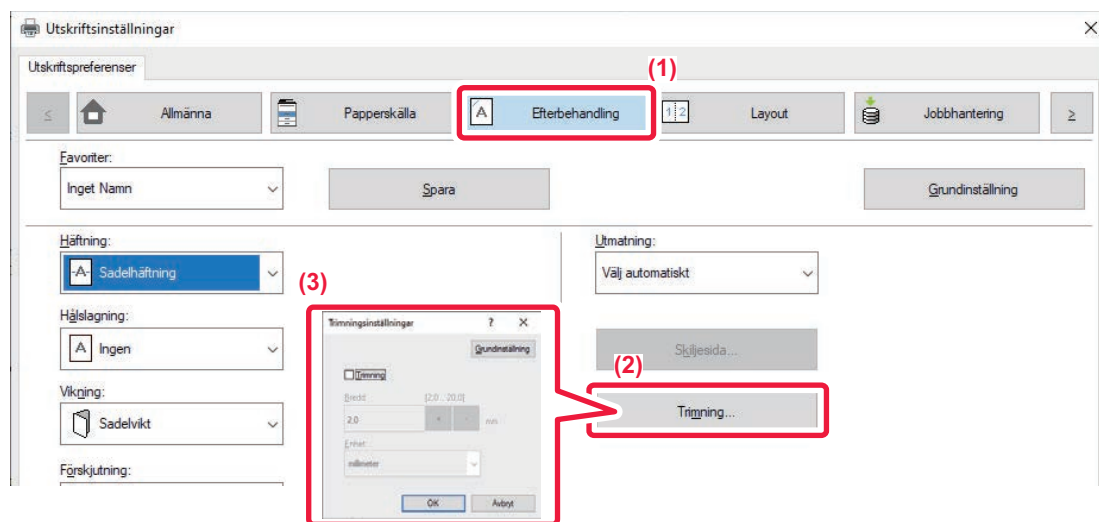 Utskriftsinställningar
Utskriftspreferenser
(1)
≤ Allmänna Papperskälla A Efterbehandling 1 2 Layout Jobbhantering ≥
Favoriter:
Inget Namn Spara Grundinställning
Häftning: Utmatning:
-A- Sadelhäftning Välj automatiskt
(3)
Hålslagning:
A Ingen Skiljesida...
(2)
Vikning:
Sadelvikt Trimning...
Förskjutning:
Trimningsinställningar ? X
Grundinställning
Trimning
Bredd: [2.0 .. 20.0]
2.0 + - mm
Enhet:
millimeter
OK Avbryt